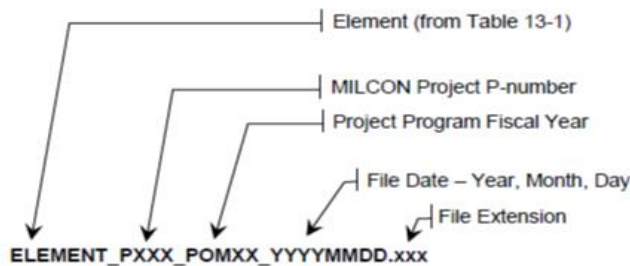 Element (from Table 13-1)
MILCON Project P-number
Project Program Fiscal Year
File Date – Year, Month, Day
File Extension
ELEMENT_PXXX_POMXX_YYYYMMDD.xxx